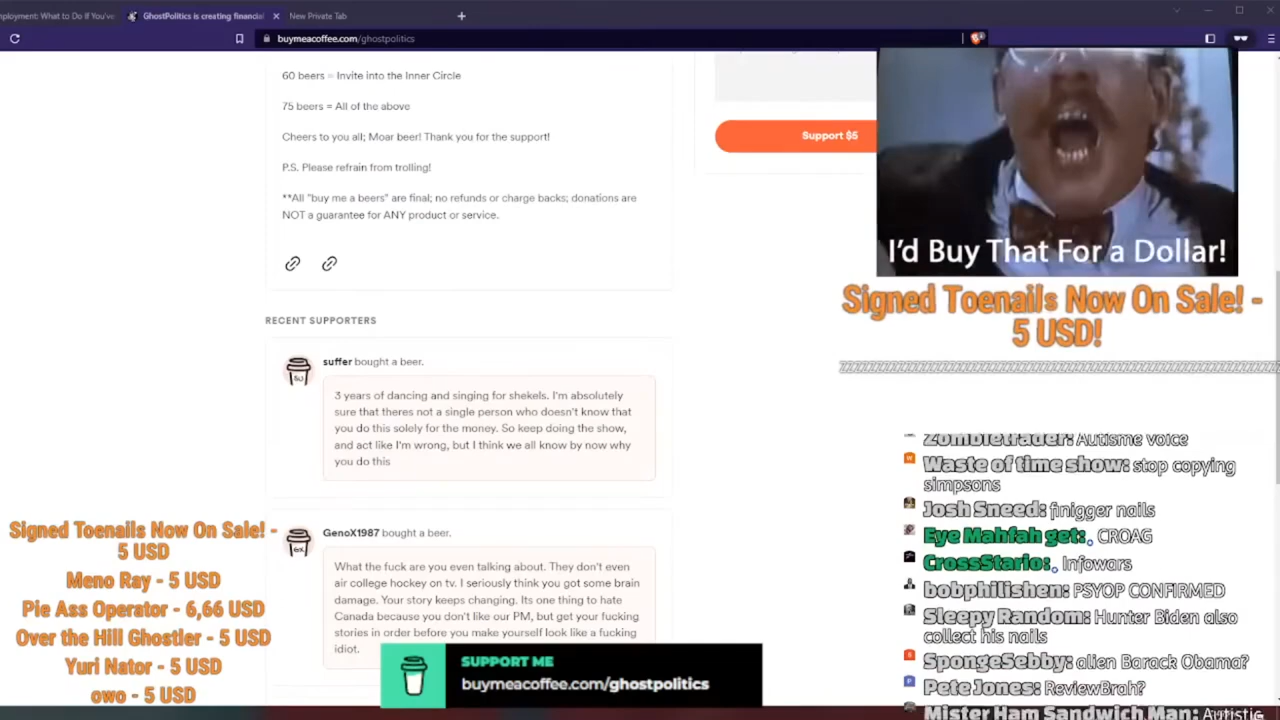 nployment: What to Do If You've
GhostPolitics is creating financial
New Private Tab
buymeacoffee.com/ghostpolitics
60 beers = Invite into the Inner Circle
75 beers = All of the above
Cheers to you all; Moar beer! Thank you for the support!
P.S. Please refrain from trolling!
**All "buy me a beers" are final; no refunds or charge backs; donations are
NOT a guarantee for ANY product or service.
Support $5
I'd Buy That For a Dollar!
Signed Toenails Now On Sale! -
5 USD!
RECENT SUPPORTERS
suffer bought a beer.
3 years of dancing and singing for shekels. I'm absolutely
sure that theres not a single person who doesn't know that
you do this solely for the money. So keep doing the show,
and act like I'm wrong, but I think we all know by now why
you do this
GenoX1987 bought a beer.
What the fuck are you even talking about. They don't even
air college hockey on tv. I seriously think you got some brain
damage. Your story keeps changing. Its one thing to hate
Canada because you don't like our PM, but get your fucking
stories in order before you make yourself look like a fucking
idiot.
SUPPORT ME
buymeacoffee.com/ghostpolitics
Signed Toenails Now On Sale! -
5 USD
Meno Ray - 5 USD
Pie Ass Operator - 6,66 USD
Over the Hill Ghostler - 5 USD
Yuri Nator - 5 USD
owo - 5 USD
Zombietrader: Autisme voice
Waste of time show: stop copying
simpsons
Josh Sneed: finigger nails
Eye Mahfah get: CROAG
CrossStario: Infowars
bobphilishen: PSYOP CONFIRMED
Sleepy Random: Hunter Biden also
collect his nails
SpongeSebby: alien Barack Obama?
Pete Jones: ReviewBrah?
Mister Ham Sandwich Man: Autistic